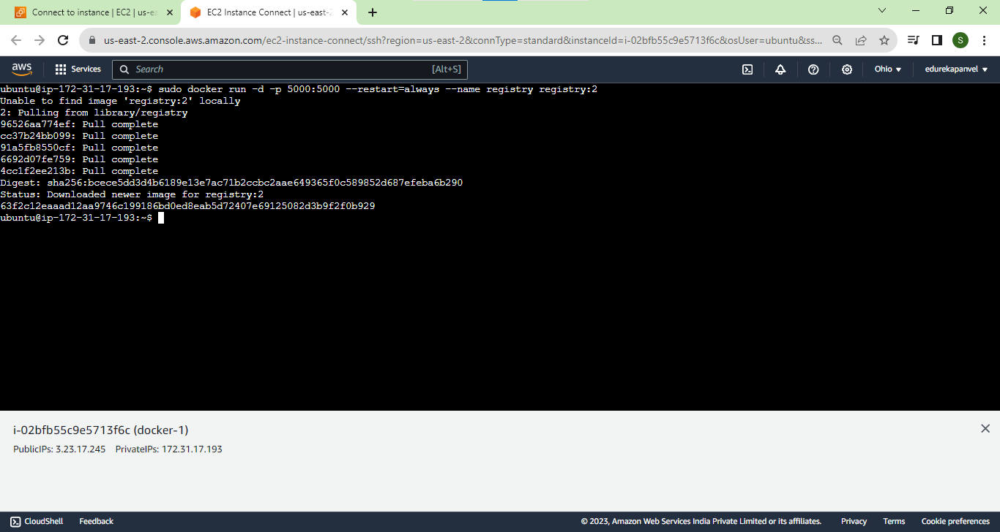 Connect to instance | EC2 | us-ea
EC2 Instance Connect | us-east-2
us-east-2.console.aws.amazon.com/ec2-instance-connect/ssh?region=us-east-2&connType=standard&instanceId=i-02bfb55c9e5713f6c&osUser=ubuntu&ss...
S
aws
Services
Search
[Alt+S]
Ohio
edurekapanvel
ubuntu@ip-172-31-17-193:~$ sudo docker run -d -p 5000:5000 --restart=always --name registry registry:2
Unable to find image 'registry:2' locally
2: Pulling from library/registry
96526aa774ef: Pull complete
cc37b24bb099: Pull complete
91a5fb8550cf: Pull complete
6692d07fe759: Pull complete
4cc1f2ee213b: Pull complete
Digest: sha256:bcece5dd3d4b6189e13e7ac71b2ccbc2aae649365f0c589852d687efeba6b290
Status: Downloaded newer image for registry:2
63f2c12eaaad12aa9746c199186bd0ed8eab5d72407e69125082d3b9f2f0b929
ubuntu@ip-172-31-17-193:~$
i-02bfb55c9e5713f6c (docker-1)
PublicIPs: 3.23.17.245 PrivateIPs: 172.31.17.193
CloudShell
Feedback
© 2023, Amazon Web Services India Private Limited or its affiliates.
Privacy
Terms
Cookie preferences